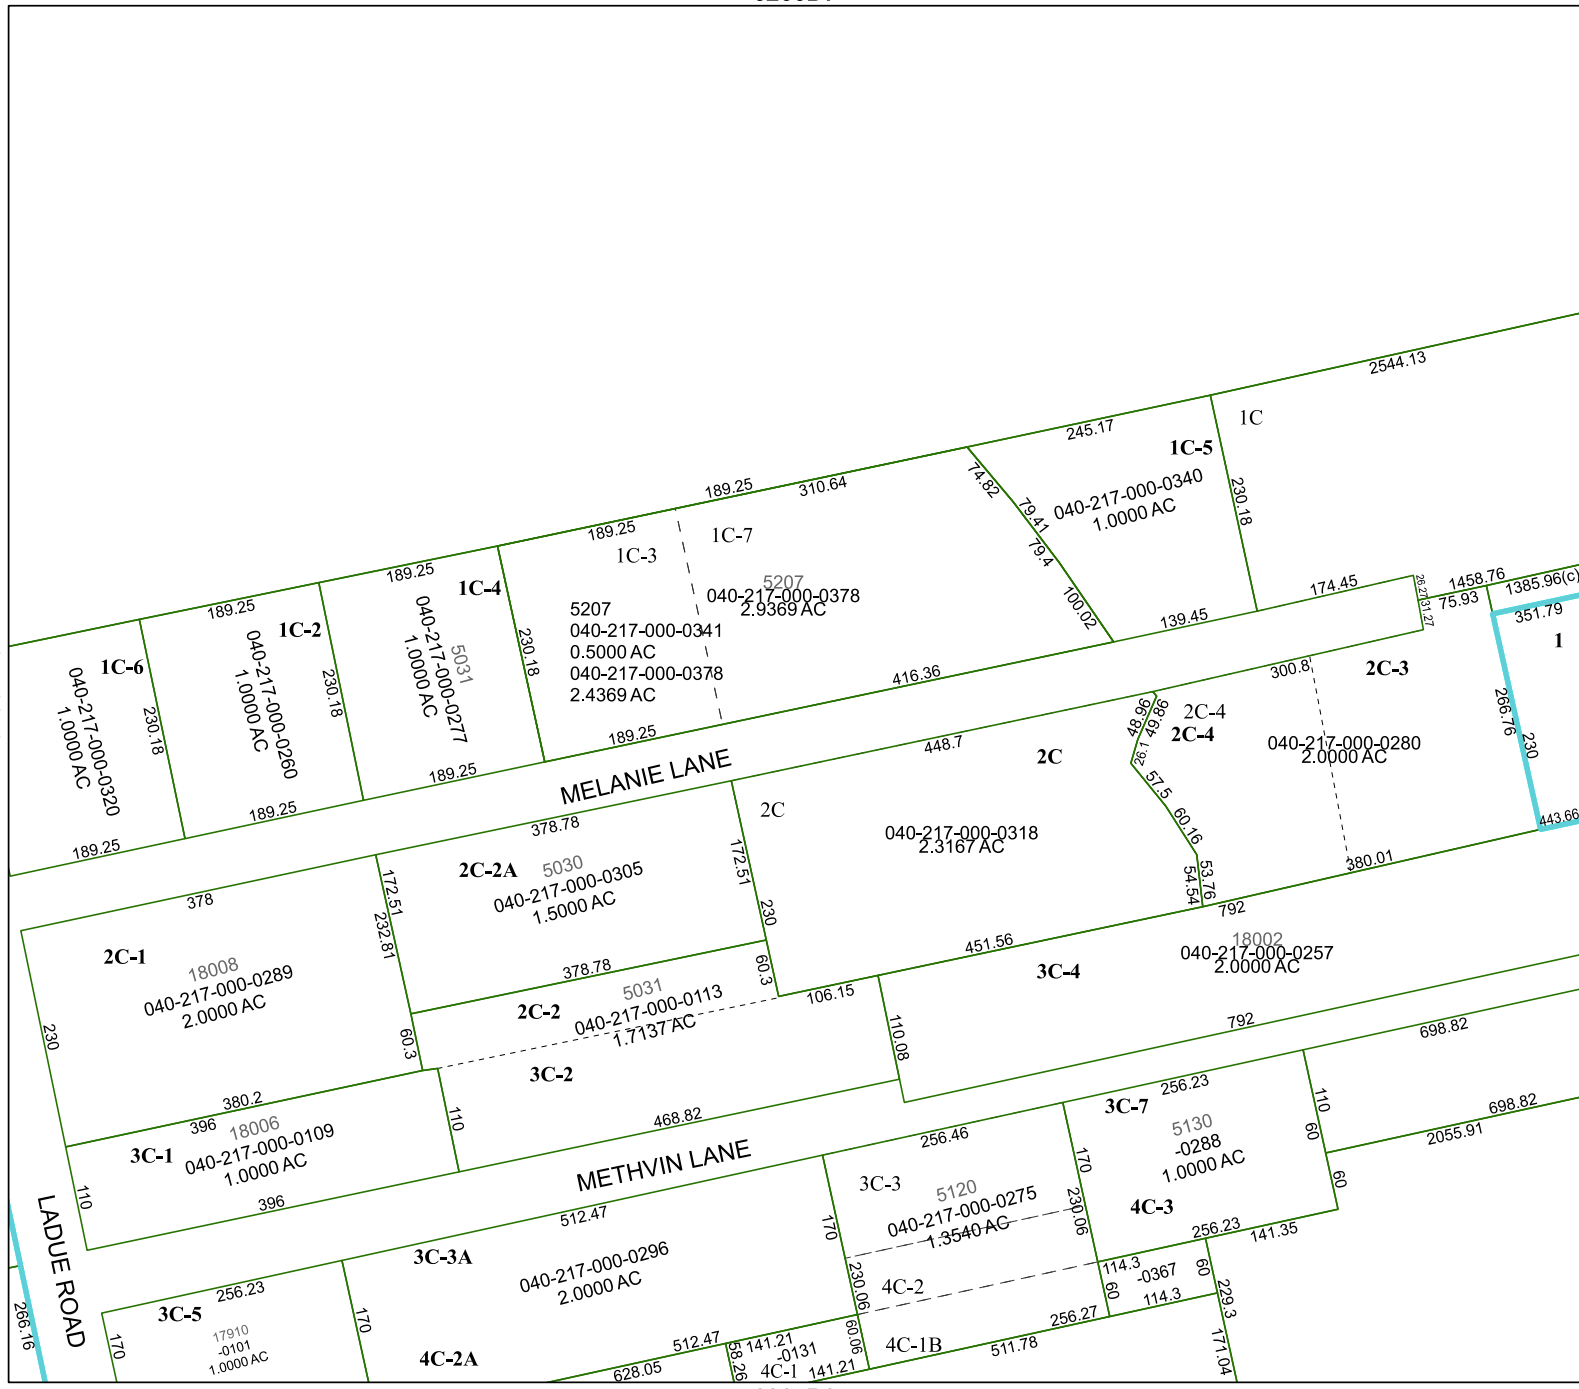 2544.13
1C
245.17
1C-5
040-217-000-0340
1.0000 AC
230.18
74.82
79.41
79.4
100.02
139.45
174.45
26.27
31.27
75.93
1458.76
1385.96(c)
351.79
1
266.76
230
443.66
189.25
310.64
1C-7
5207
040-217-000-0378
2.9369 AC
416.36
189.25
1C-3
5207
040-217-000-0341
0.5000 AC
040-217-000-0378
2.4369 AC
189.25
230.18
189.25
1C-4
5031
040-217-000-0277
1.0000 AC
189.25
230.18
189.25
1C-2
040-217-000-0260
1.0000 AC
189.25
230.18
1C-6
040-217-000-0320
1.0000 AC
189.25
MELANIE LANE
300.8
2C-3
2C-4
2C-4
040-217-000-0280
2.0000 AC
380.01
48.96
49.86
26.1
57.5
60.16
53.76
54.54
448.7
2C
2C
040-217-000-0318
2.3167 AC
451.56
172.51
230
60.3
106.15
378.78
2C-2A
5030
040-217-000-0305
1.5000 AC
378.78
172.51
232.81
60.3
378
2C-1
18008
040-217-000-0289
2.0000 AC
230
380.2
2C-2
5031
040-217-000-0113
1.7137 AC
3C-2
110.08
468.82
110
792
18002
040-217-000-0257
2.0000 AC
3C-4
792
396
18006
040-217-000-0109
1.0000 AC
3C-1
110
396
METHVIN LANE
LADUE ROAD
266.16
698.82
698.82
2055.91
256.23
3C-7
5130
-0288
1.0000 AC
4C-3
110
60
60
256.23
141.35
256.46
3C-3
5120
040-217-000-0275
1.3540 AC
170
230.06
170
230.06
4C-2
114.3
-0367
60
60
114.3
229.3
171.04
256.27
4C-1B
511.78
60.06
512.47
3C-3A
040-217-000-0296
2.0000 AC
4C-2A
512.47
628.05
141.21
-0131
58.26
4C-1
141.21
256.23
3C-5
17910
-0101
1.0000 AC
170
170